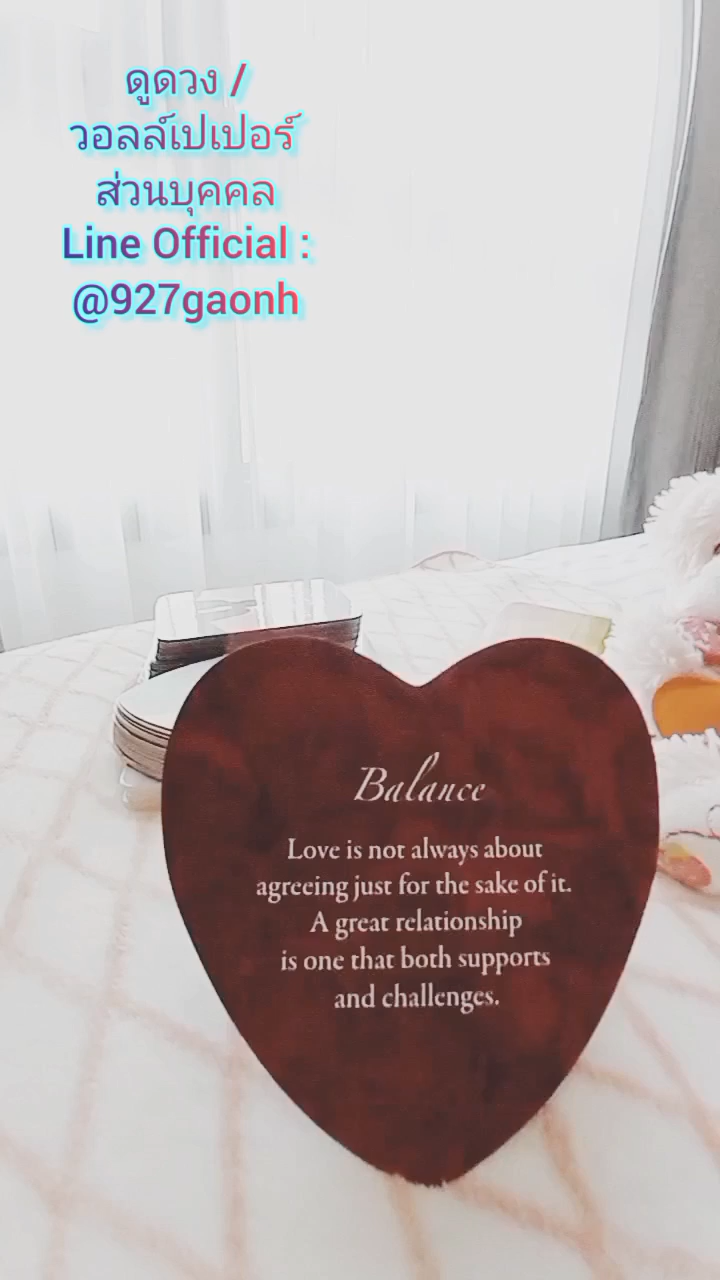 ดูดวง /
วอลล์เปเปอร์
ส่วนบุคคล
Line Official :
@927gaonh
Balance
Love is not always about
agreeing just for the sake of it.
A great relationship
is one that both supports
and challenges.